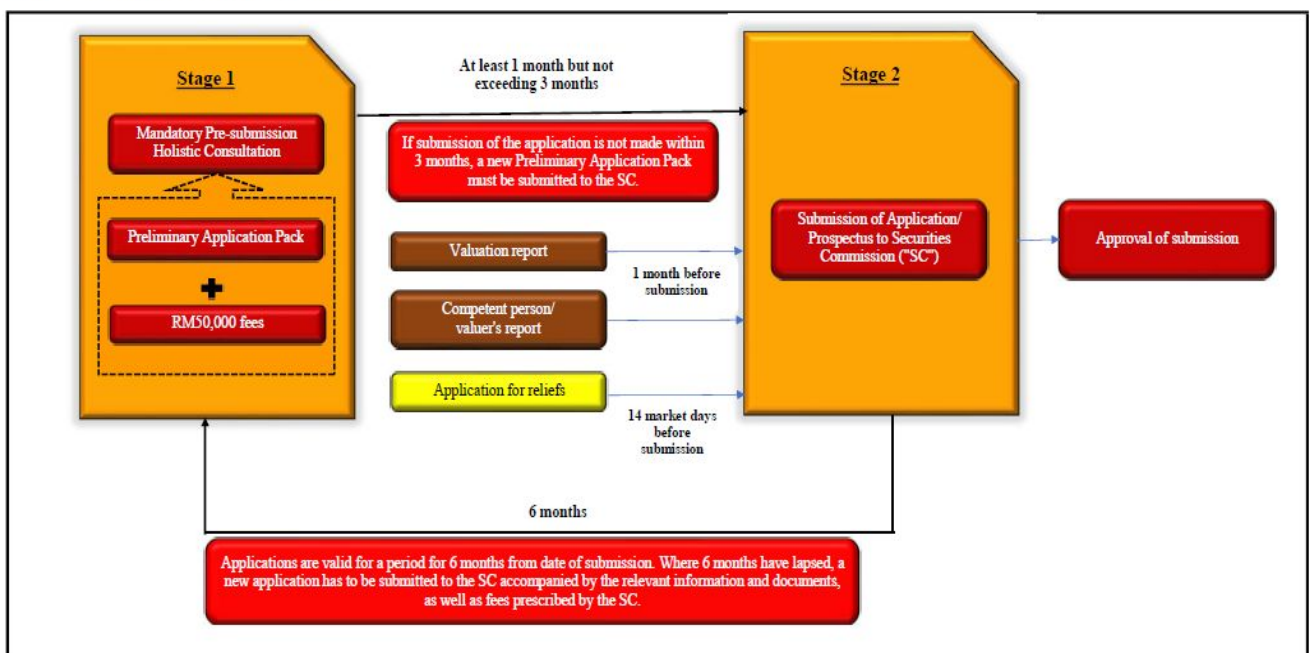 Stage 1
Mandatory Pre-submission
Holistic Consultation
Preliminary Application Pack
RM50,000 fees
At least 1 month but not
exceeding 3 months
If submission of the application is not made within
3 months, a new Preliminary Application Pack
must be submitted to the SC.
Valuation report
1 month before
submission
Competent person/
valuer's report
Application for reliefs
14 market days
before
submission
Stage 2
Submission of Application/
Prospectus to Securities
Commission ("SC")
Approval of submission
6 months
Applications are valid for a period for 6 months from date of submission. Where 6 months have lapsed, a
new application has to be submitted to the SC accompanied by the relevant information and documents,
as well as fees prescribed by the SC.